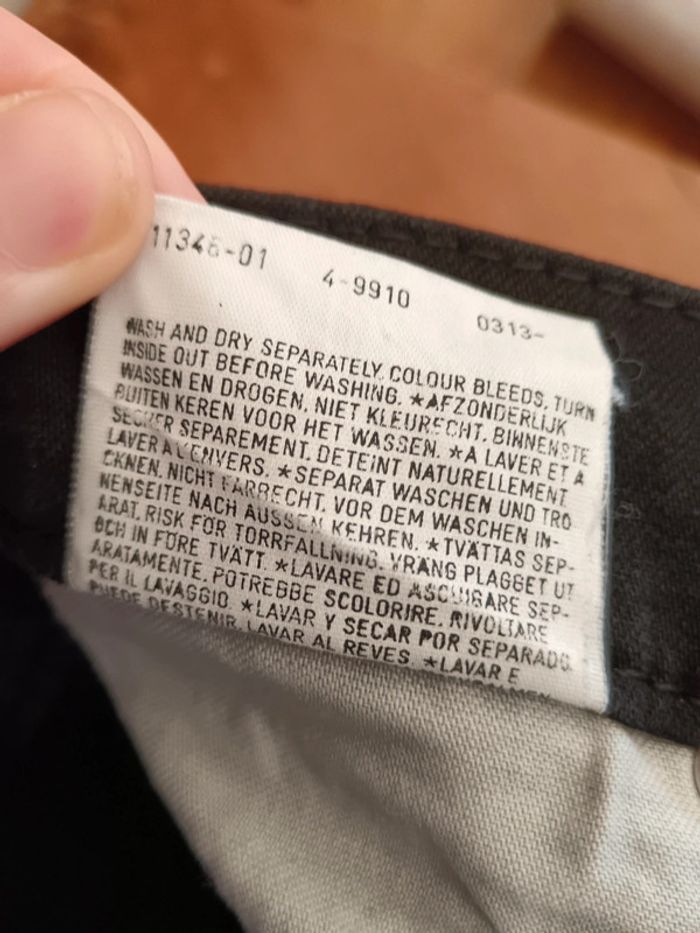 11346-01 4-9910 0313-
WASH AND DRY SEPARATELY. COLOUR BLEEDS, TURN
INSIDE OUT BEFORE WASHING. ★AFZONDERLIJK
WASSEN EN DROGEN. NIET KLEURECHT. BINNENSTE
BUITEN KEREN VOOR HET WASSEN. ★A LAVER ET A
SECHER SEPAREMENT. DETEINT NATURELLEMENT
LAVER A L'ENVERS. ★SEPARAT WASCHEN UND TRO
CKNEN. NICHT FARBECHT. VOR DEM WASCHEN IN-
NENSEITE NACH AUSSEN KEHREN. ★TVÄTTAS SEP-
ARAT. RISK FÖR TORRFALLNING. VRÄNG PLAGGET UT
OCH IN FÖRE TVÄTT. ★LAVARE ED ASCIUGARE SEP-
ARATAMENTE. POTREBBE SCOLORIRE. RIVOLTARE
PER IL LAVAGGIO. ★LAVAR Y SECAR POR SEPARADO.
PUEDE DESTENIR. LAVAR AL REVES. ★LAVAR E